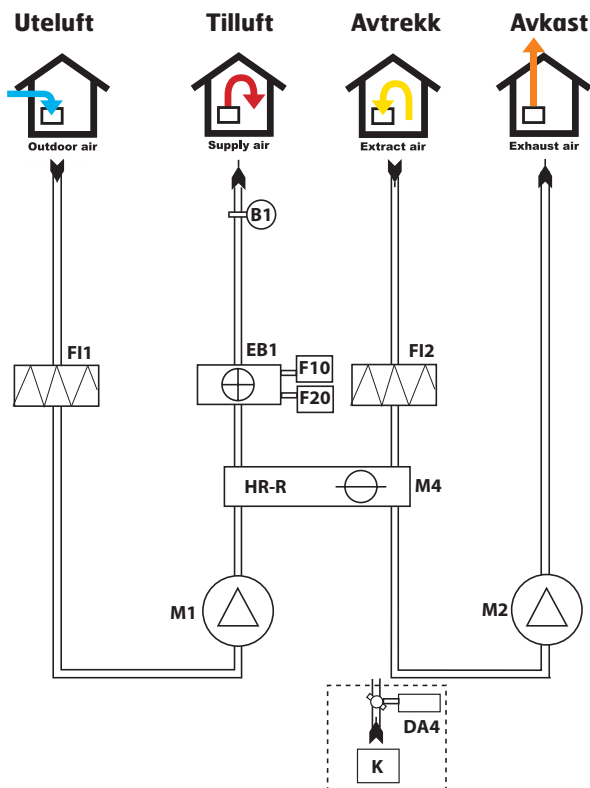 Uteluft Tilluft Avtrekk Avkast
Outdoor air Supply air Extract air Exhaust air
B1
FI1 EB1 FI2
F10
F20
HR-R M4
M1 M2
DA4
K